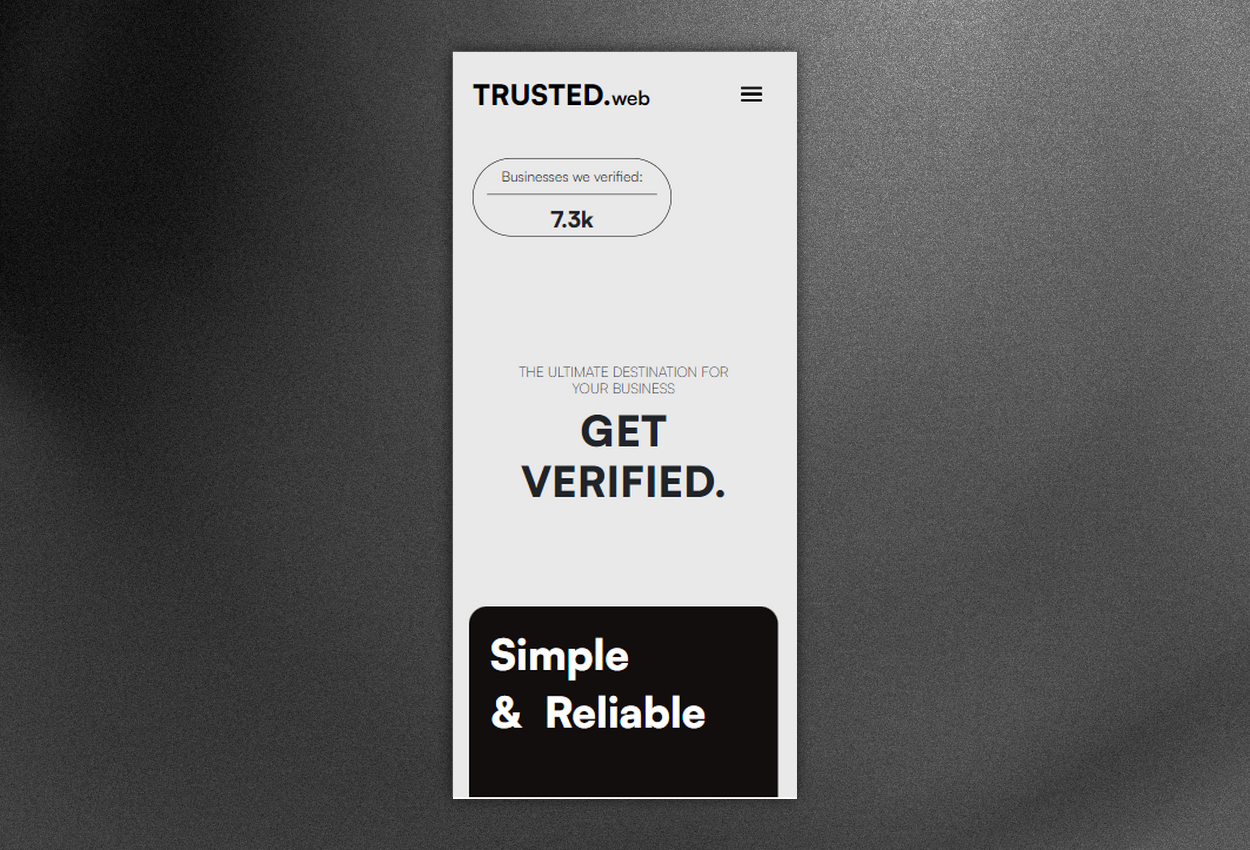 TRUSTED.web
Businesses we verified:
7.3k
THE ULTIMATE DESTINATION FOR
YOUR BUSINESS
GET
VERIFIED.
Simple
& Reliable